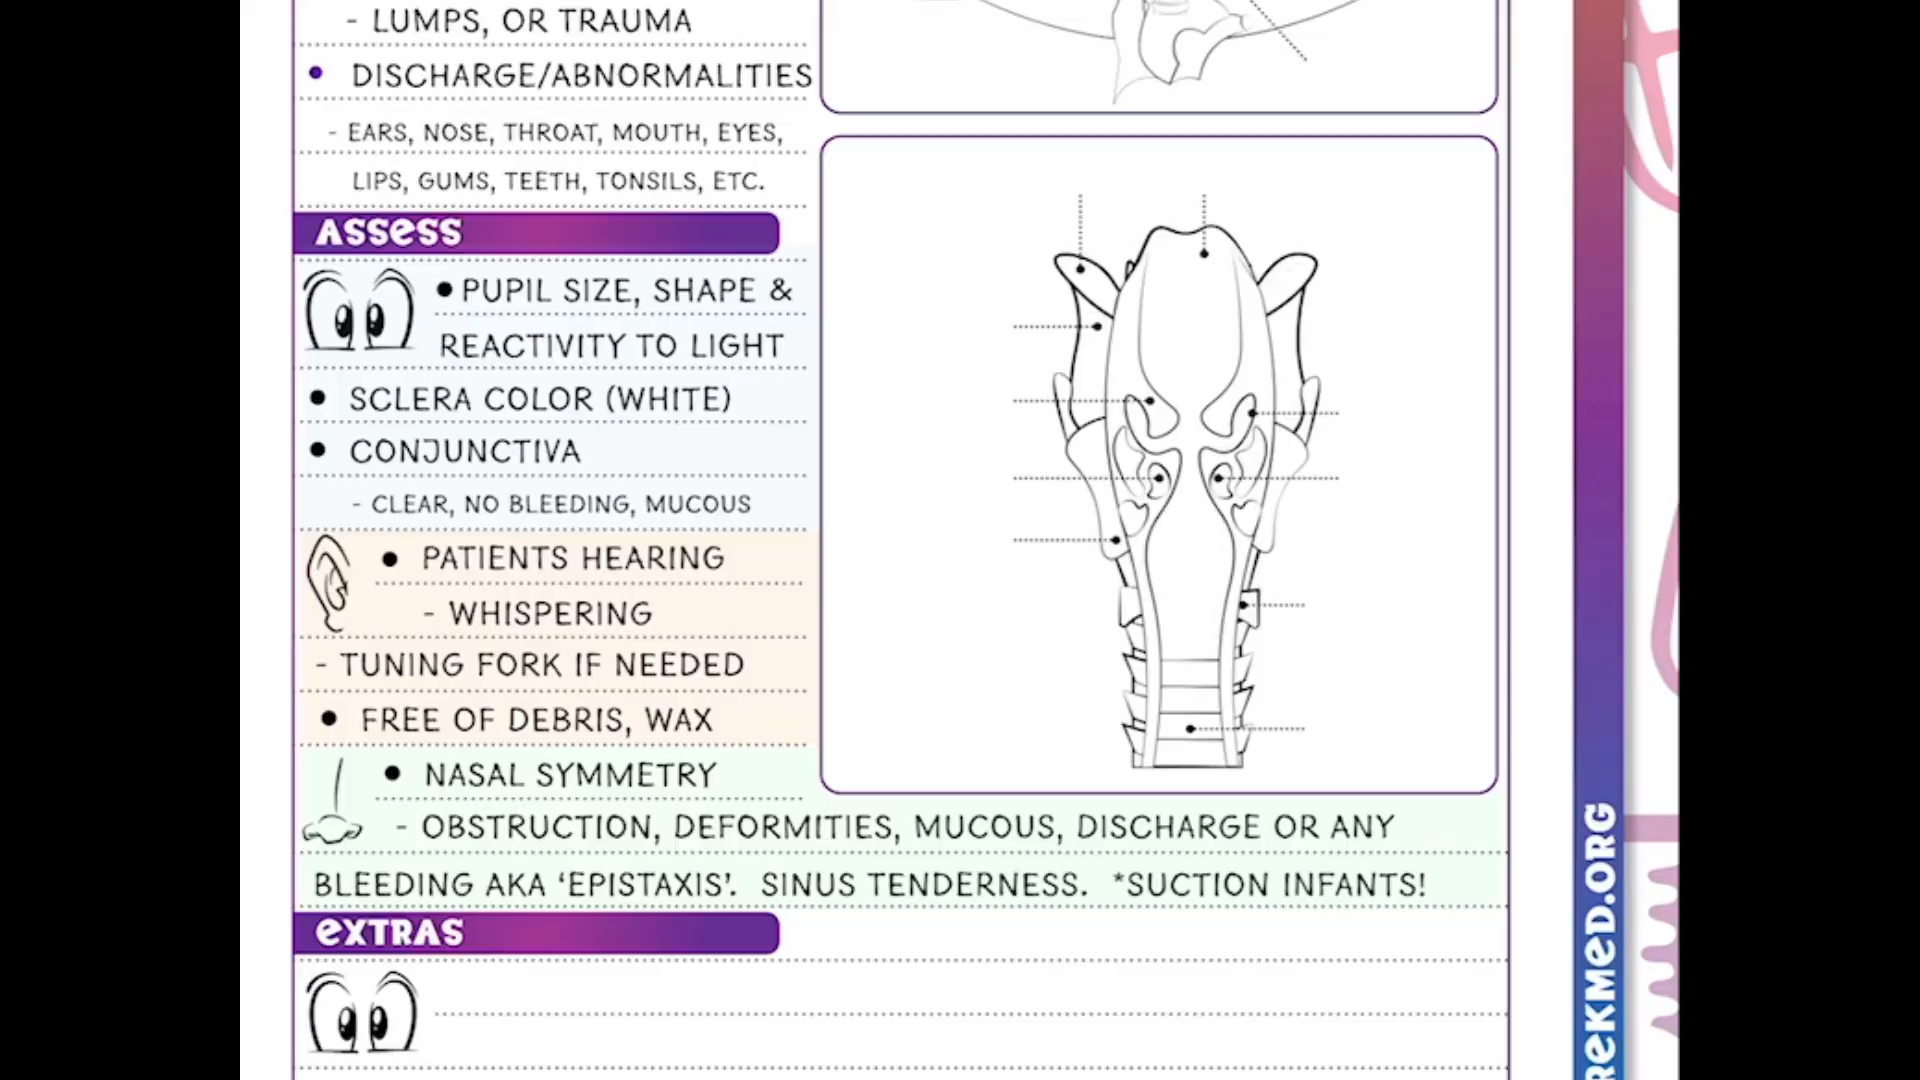 - LUMPS, OR TRAUMA
• DISCHARGE/ABNORMALITIES
- EARS, NOSE, THROAT, MOUTH, EYES,
LIPS, GUMS, TEETH, TONSILS, ETC.
ASSESS
• PUPIL SIZE, SHAPE &
REACTIVITY TO LIGHT
• SCLERA COLOR (WHITE)
• CONJUNCTIVA
- CLEAR, NO BLEEDING, MUCOUS
• PATIENTS HEARING
- WHISPERING
- TUNING FORK IF NEEDED
• FREE OF DEBRIS, WAX
• NASAL SYMMETRY
- OBSTRUCTION, DEFORMITIES, MUCOUS, DISCHARGE OR ANY
BLEEDING AKA ‘EPISTAXIS’. SINUS TENDERNESS. *SUCTION INFANTS!
EXTRAS
REKMED.ORG